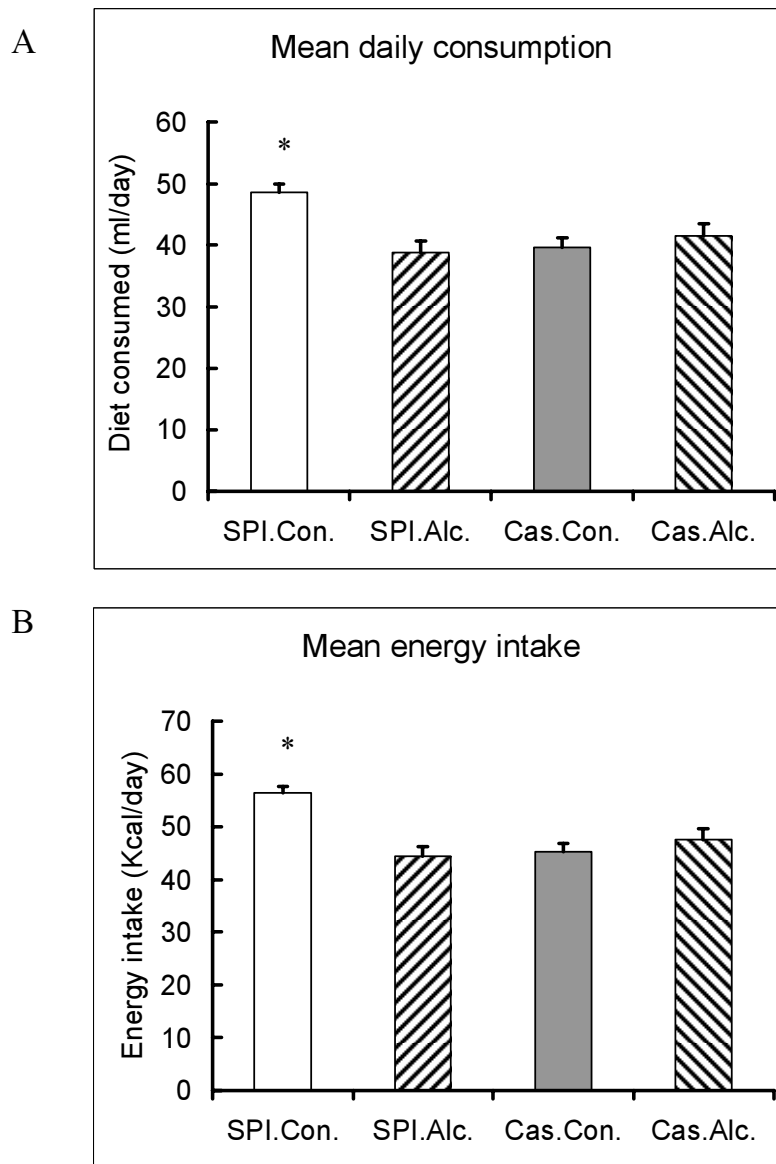 A
Mean daily consumption
Diet consumed (ml/day)
60
50
40
30
20
10
0
*
SPI.Con. SPI.Alc. Cas.Con. Cas.Alc.
B
Mean energy intake
Energy intake (Kcal/day)
70
60
50
40
30
20
10
0
*
SPI.Con. SPI.Alc. Cas.Con. Cas.Alc.